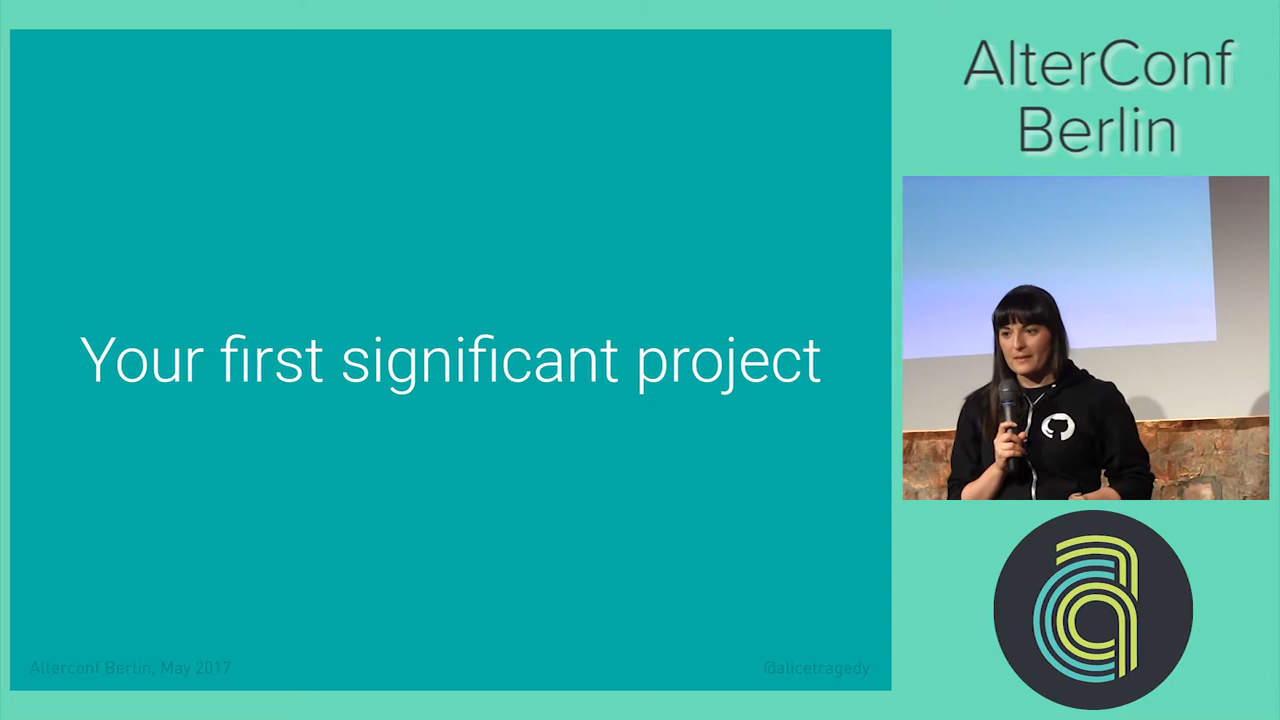 AlterConf
Berlin
Your first significant project
Alterconf Berlin, May 2017
@alicetragedy